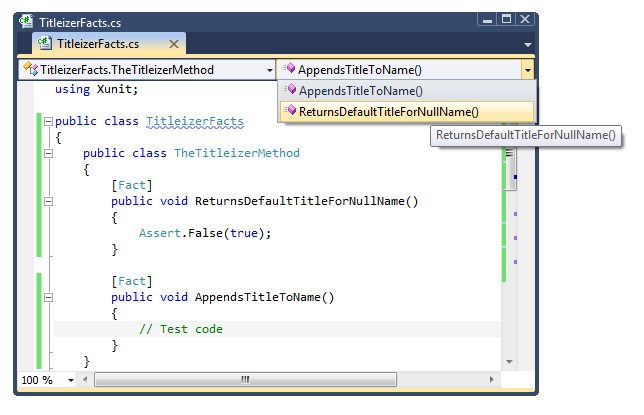 TitleizerFacts.cs
TitleizerFacts.cs
TitleizerFacts.TheTitleizerMethod
AppendsTitleToName()
AppendsTitleToName()
ReturnsDefaultTitleForNullName()
ReturnsDefaultTitleForNullName()
using Xunit;
public class TitleizerFacts
{
public class TheTitleizerMethod
{
[Fact]
public void ReturnsDefaultTitleForNullName()
{
Assert.False(true);
}
[Fact]
public void AppendsTitleToName()
{
// Test code
}
}
100 %